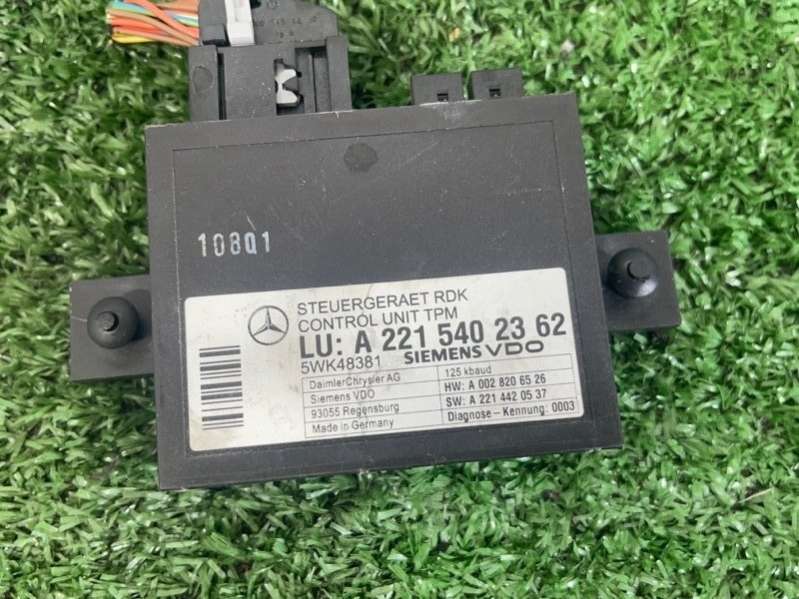 10801
STEUERGERAET RDK
CONTROL UNIT TPM
LU: A 221 540 23 62
5WK48381 SIEMENS VDO
DaimlerChrysler AG
Siemens VDO
93055 Regensburg
Made in Germany
125 kbaud
HW: A 002 820 65 26
SW: A 221 442 05 37
Diagnose-Kennung: 0003